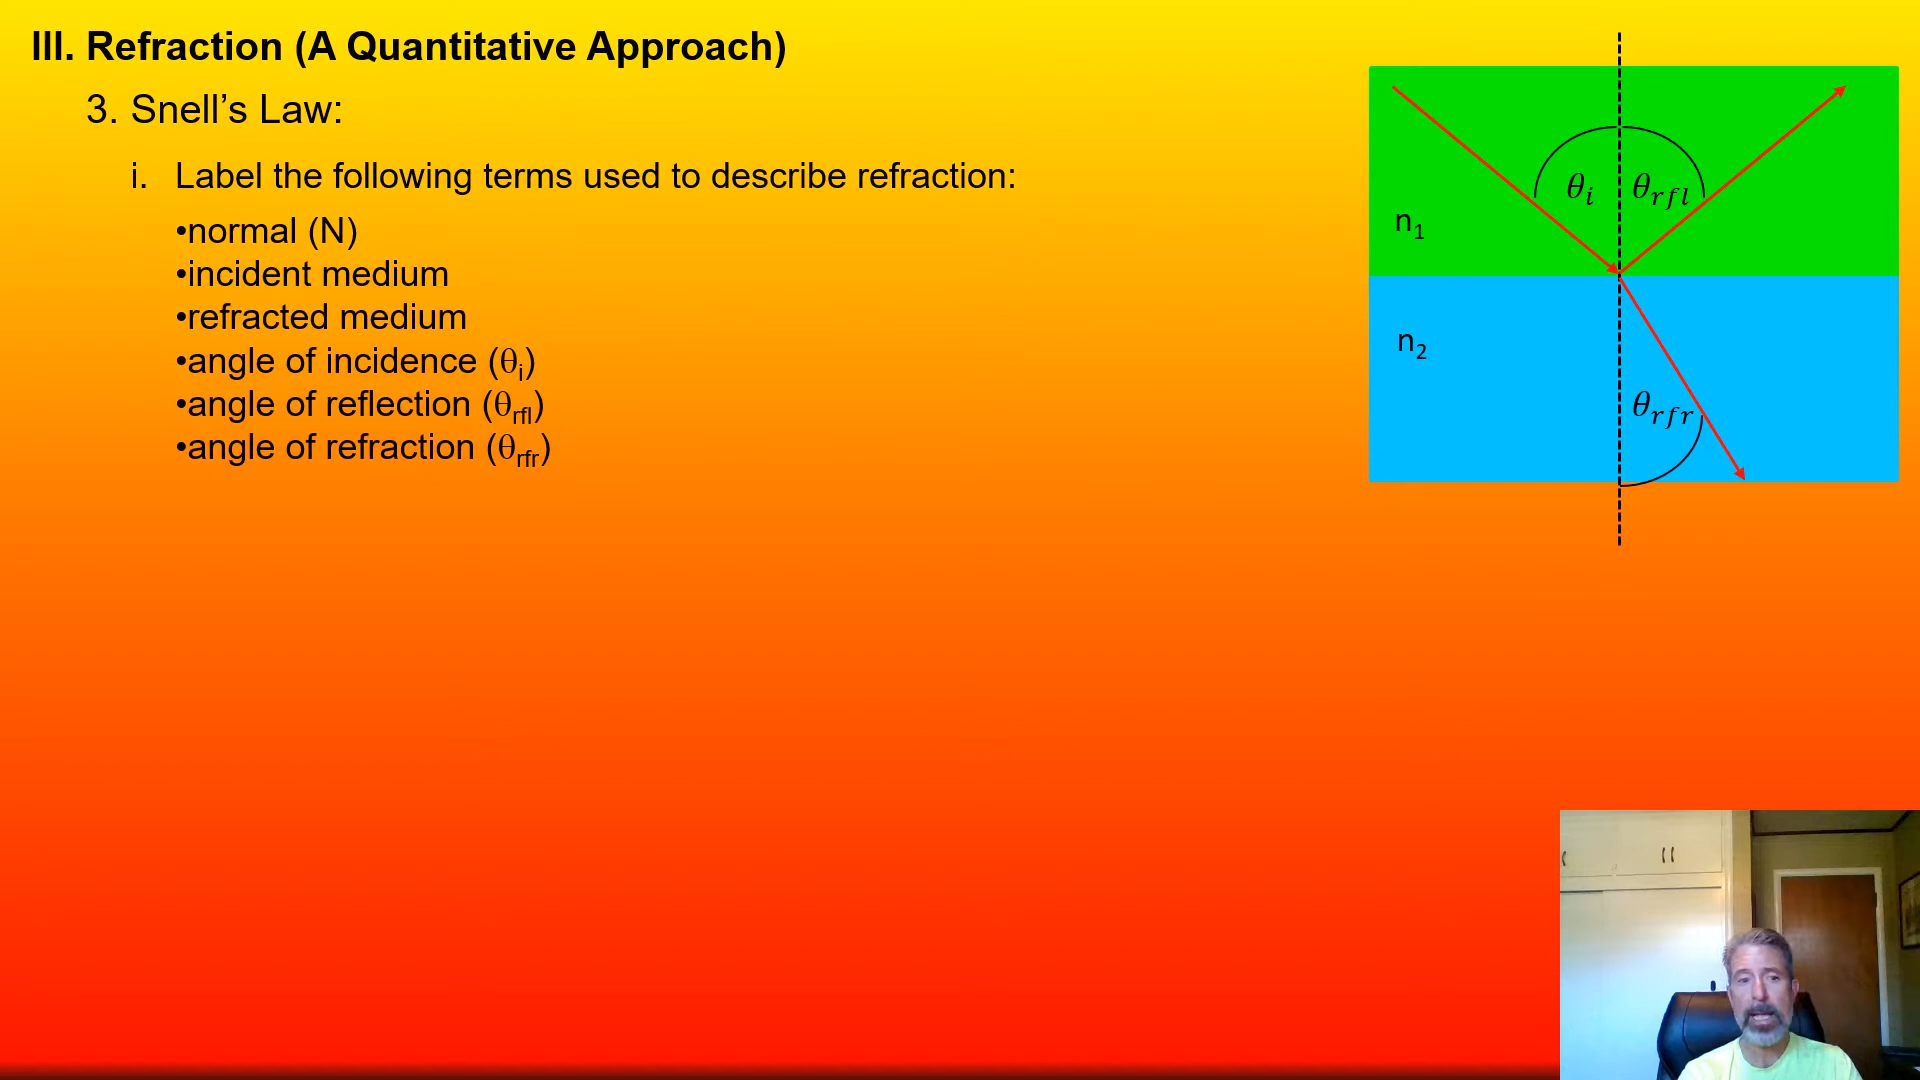 III. Refraction (A Quantitative Approach)
3. Snell’s Law:
i. Label the following terms used to describe refraction:
•normal (N)
•incident medium
•refracted medium
•angle of incidence (θi)
•angle of reflection (θrfl)
•angle of refraction (θrfr)
θi θrfl
n1
n2
θrfr